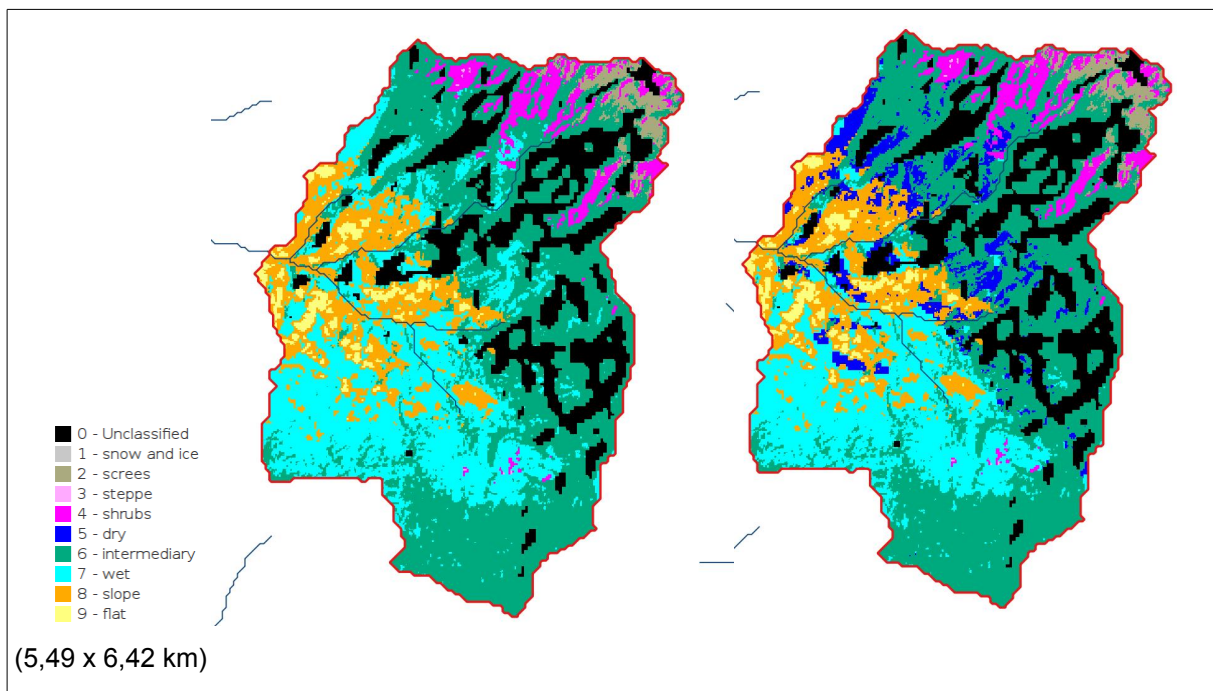 0 - Unclassified
1 - snow and ice
2 - screes
3 - steppe
4 - shrubs
5 - dry
6 - intermediary
7 - wet
8 - slope
9 - flat
(5,49 x 6,42 km)